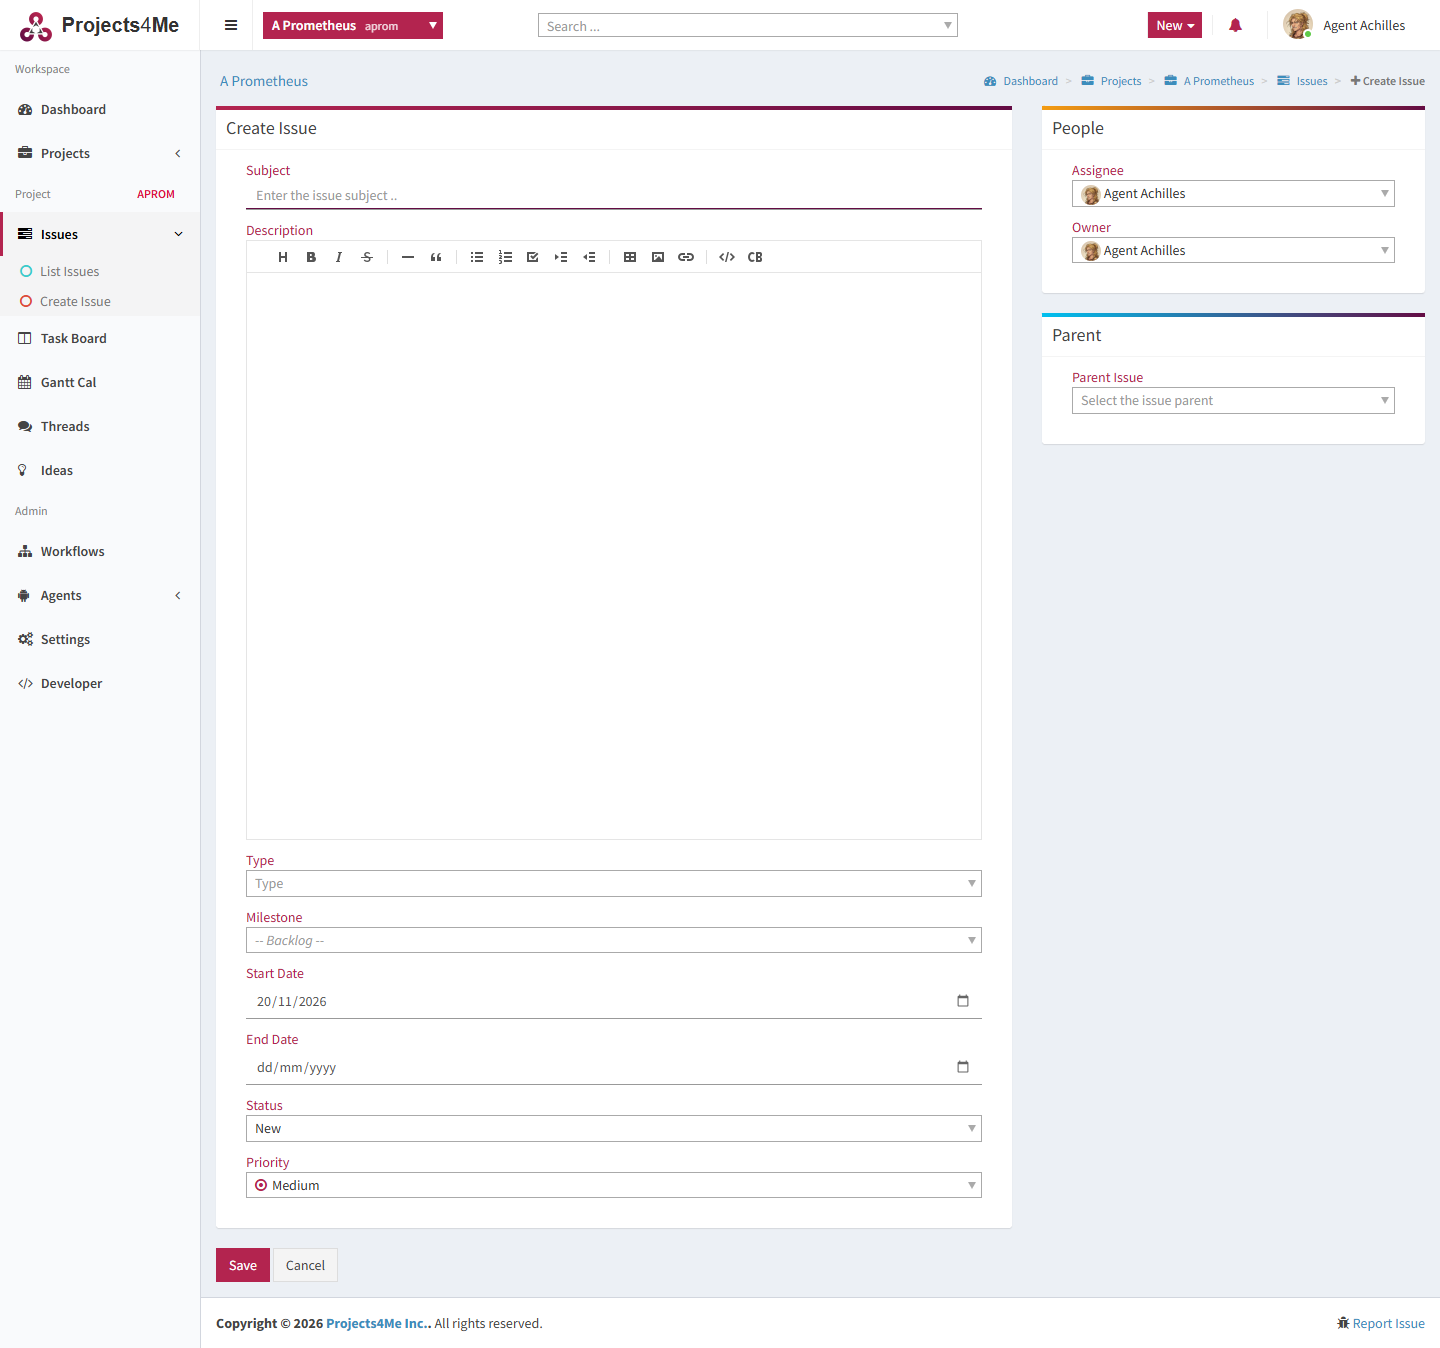 Projects4Me
A Prometheus aprom
Search ...
New
Agent Achilles
Workspace
Dashboard
Projects
Project APROM
Issues
List Issues
Create Issue
Task Board
Gantt Cal
Threads
Ideas
Admin
Workflows
Agents
Settings
Developer
A Prometheus
Dashboard > Projects > A Prometheus > Issues > Create Issue
Create Issue
Subject
Enter the issue subject ..
Description
H B I S CB
Type
Type
Milestone
-- Backlog --
Start Date
20/11/2026
End Date
dd/mm/yyyy
Status
New
Priority
Medium
Save Cancel
People
Assignee
Agent Achilles
Owner
Agent Achilles
Parent
Parent Issue
Select the issue parent
Copyright © 2026 Projects4Me Inc.. All rights reserved.
Report Issue